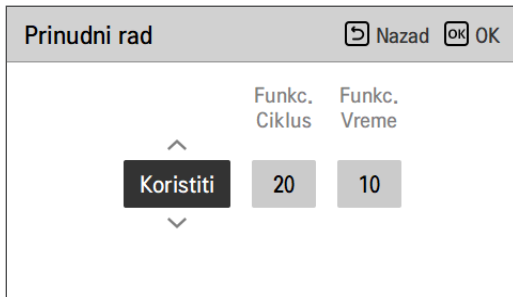 Prinudni rad Nazad OK OK
Funkc. Funkc.
Ciklus Vreme
Koristiti 20 10